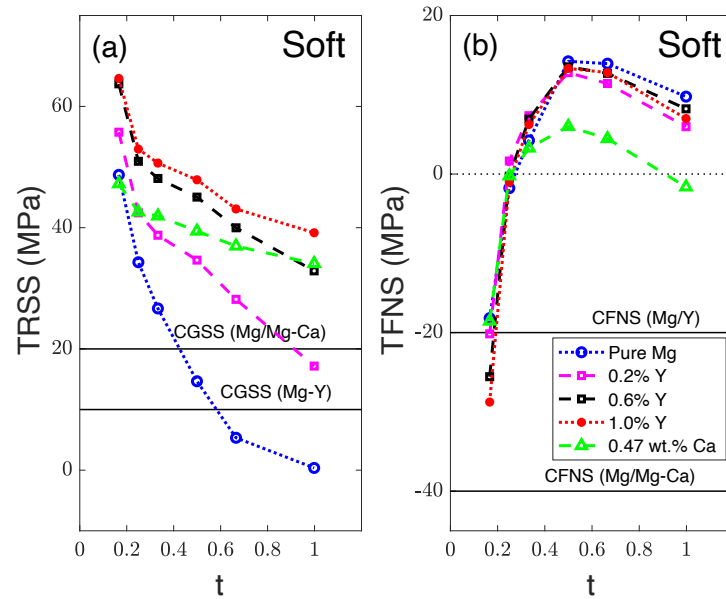 (a)
Soft
60
40
20
0
TRSS (MPa)
CGSS (Mg/Mg-Ca)
CGSS (Mg-Y)
0
0.2
0.4
0.6
0.8
1
t
(b)
Soft
20
0
-20
-40
TFNS (MPa)
CFNS (Mg/Y)
Pure Mg
0.2% Y
0.6% Y
1.0% Y
0.47 wt.% Ca
CFNS (Mg/Mg-Ca)
0
0.2
0.4
0.6
0.8
1
t